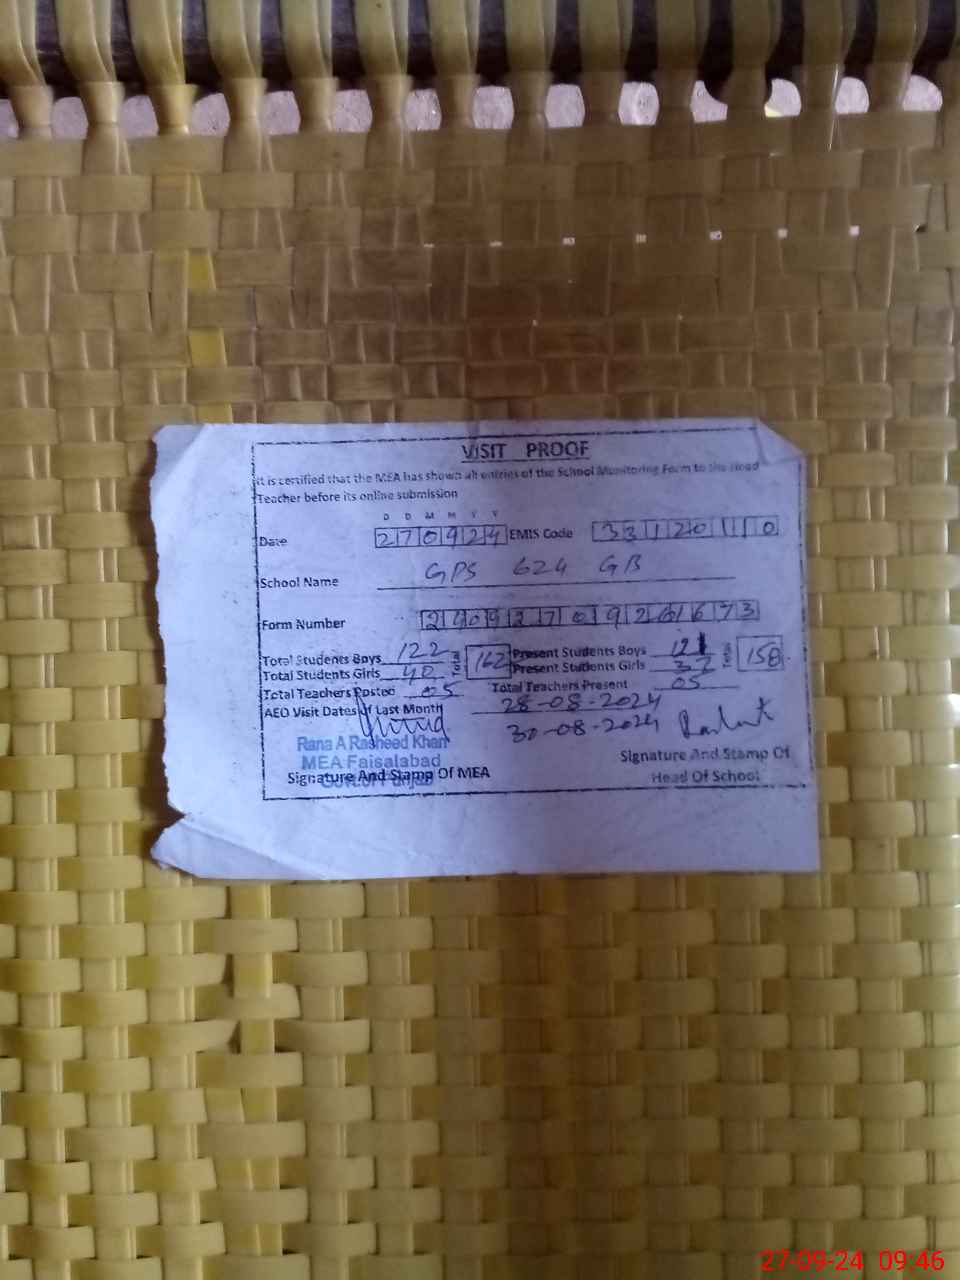 VISIT PROOF
It is certified that the MEA has shown all entries of the School Monitoring Form to the Head
Teacher before its online submission
D D M M Y Y
Date 270924 EMIS Code 33120110
School Name GPS 624 GB
Form Number
Total Students Boys 122 Total 162 Present Students Boys 121 Total 158
Total Students Girls 40 Present Students Girls 37
Total Teachers Posted 05 Total Teachers Present 05
AEO Visit Dates of Last Month 28-08-2024
30-08-2024
Rana A Rasheed Khan
MEA Faisalabad
Govt. of Punjab
Signature And Stamp Of MEA
Signature And Stamp Of
Head Of School
27-09-24 09:46